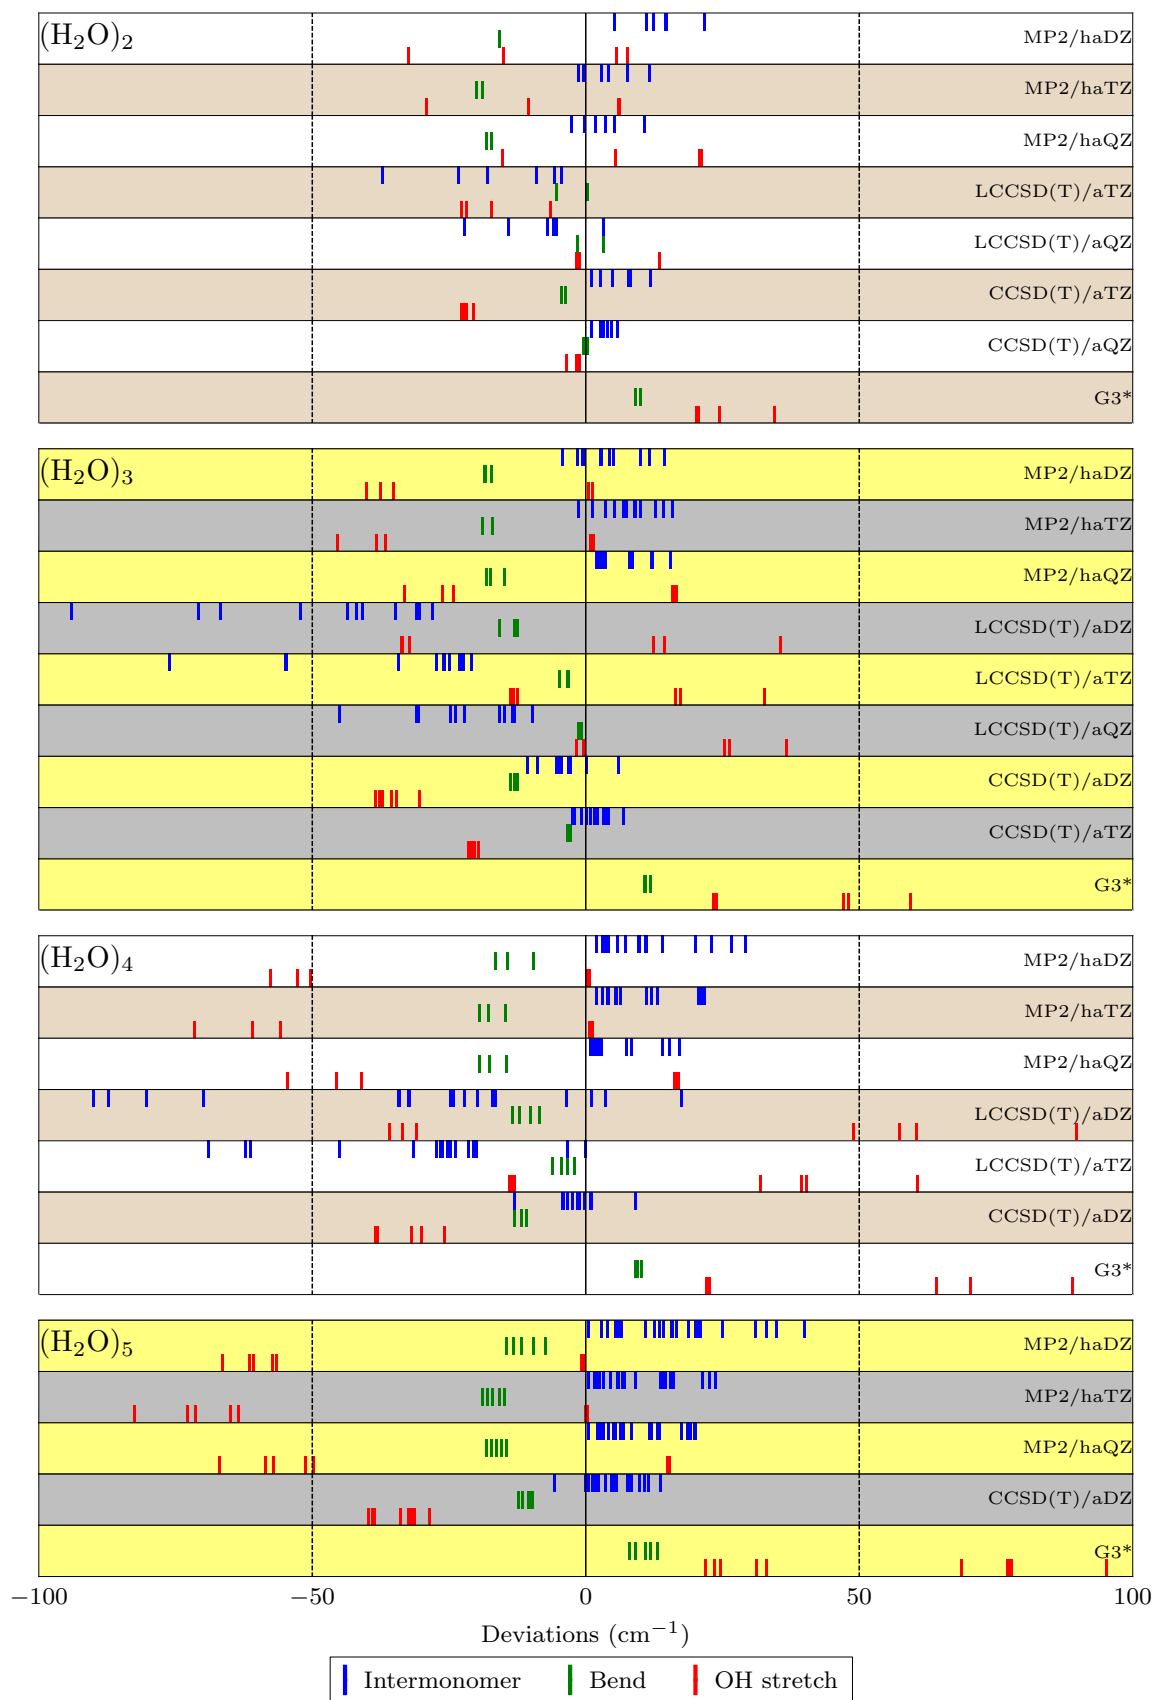 (H₂O)₂
MP2/haDZ
MP2/haTZ
MP2/haQZ
LCCSD(T)/aTZ
LCCSD(T)/aQZ
CCSD(T)/aTZ
CCSD(T)/aQZ
G3*
(H₂O)₃
MP2/haDZ
MP2/haTZ
MP2/haQZ
LCCSD(T)/aDZ
LCCSD(T)/aTZ
LCCSD(T)/aQZ
CCSD(T)/aDZ
CCSD(T)/aTZ
G3*
(H₂O)₄
MP2/haDZ
MP2/haTZ
MP2/haQZ
LCCSD(T)/aDZ
LCCSD(T)/aTZ
CCSD(T)/aDZ
G3*
(H₂O)₅
MP2/haDZ
MP2/haTZ
MP2/haQZ
CCSD(T)/aDZ
G3*
−100 −50 0 50 100
Deviations (cm⁻¹)
Intermonomer Bend OH stretch